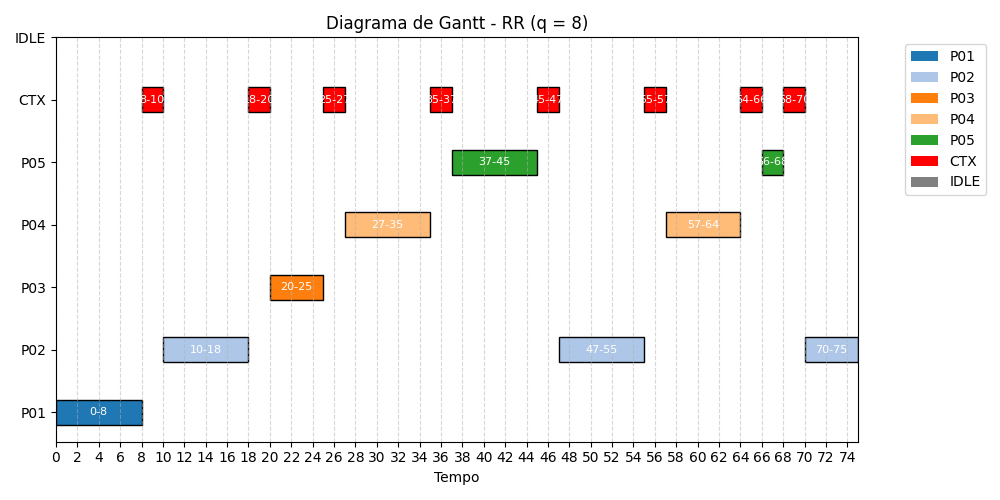 Diagrama de Gantt - RR (q = 8)
IDLE
CTX
P05
P04
P03
P02
P01
8-10
18-20
25-27
35-37
45-47
55-57
64-66
68-70
37-45
66-68
27-35
57-64
20-25
10-18
47-55
70-75
0-8
0 2 4 6 8 10 12 14 16 18 20 22 24 26 28 30 32 34 36 38 40 42 44 46 48 50 52 54 56 58 60 62 64 66 68 70 72 74
Tempo
P01
P02
P03
P04
P05
CTX
IDLE